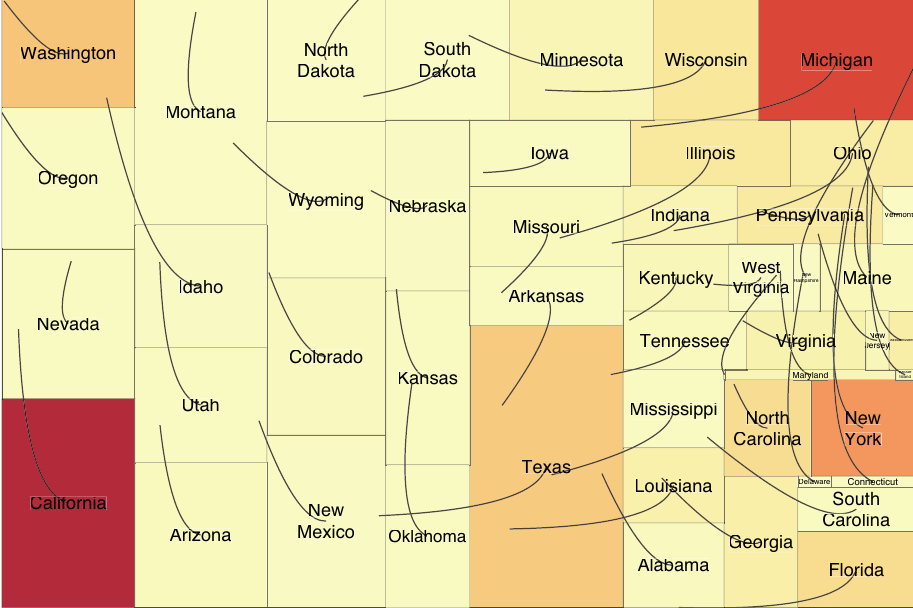 Washington
Montana
North
Dakota
South
Dakota
Minnesota
Wisconsin
Michigan
Oregon
Wyoming
Nebraska
Iowa
Illinois
Ohio
Missouri
Indiana
Pennsylvania
Vermont
Nevada
Idaho
Colorado
Kansas
Arkansas
Kentucky
West
Virginia
New
Hampshire
Maine
Tennessee
Virginia
New
Jersey
Maryland
California
Utah
Arizona
New
Mexico
Oklahoma
Texas
Mississippi
North
Carolina
New
York
Louisiana
Delaware
Connecticut
South
Carolina
Alabama
Georgia
Florida